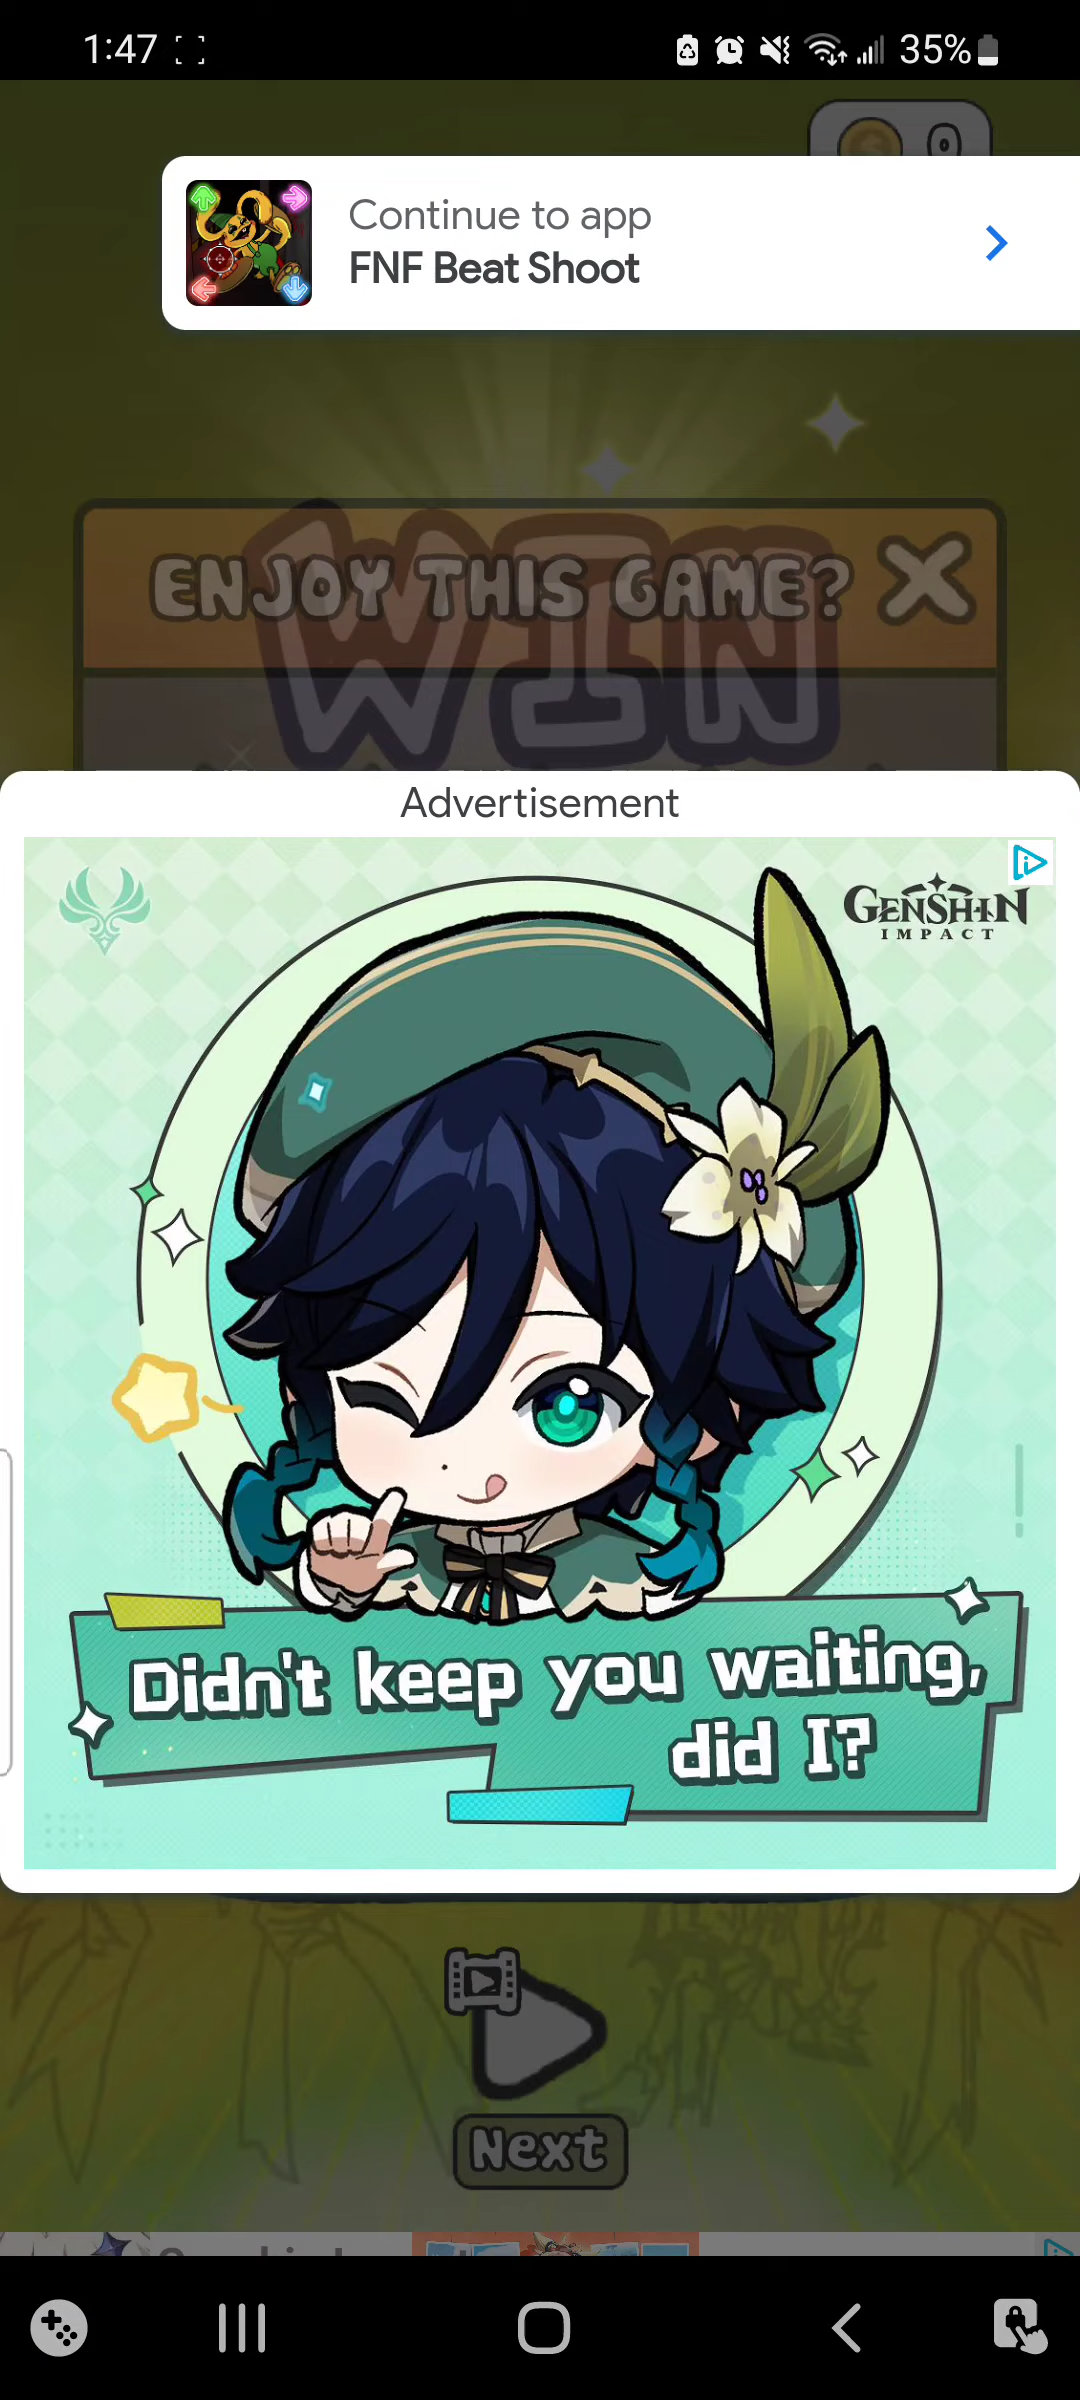 1:47
35%
0
Continue to app
FNF Beat Shoot
WIN
ENJOY THIS GAME?
Advertisement
GENSHIN
IMPACT
Didn't keep you waiting,
did I?
Next